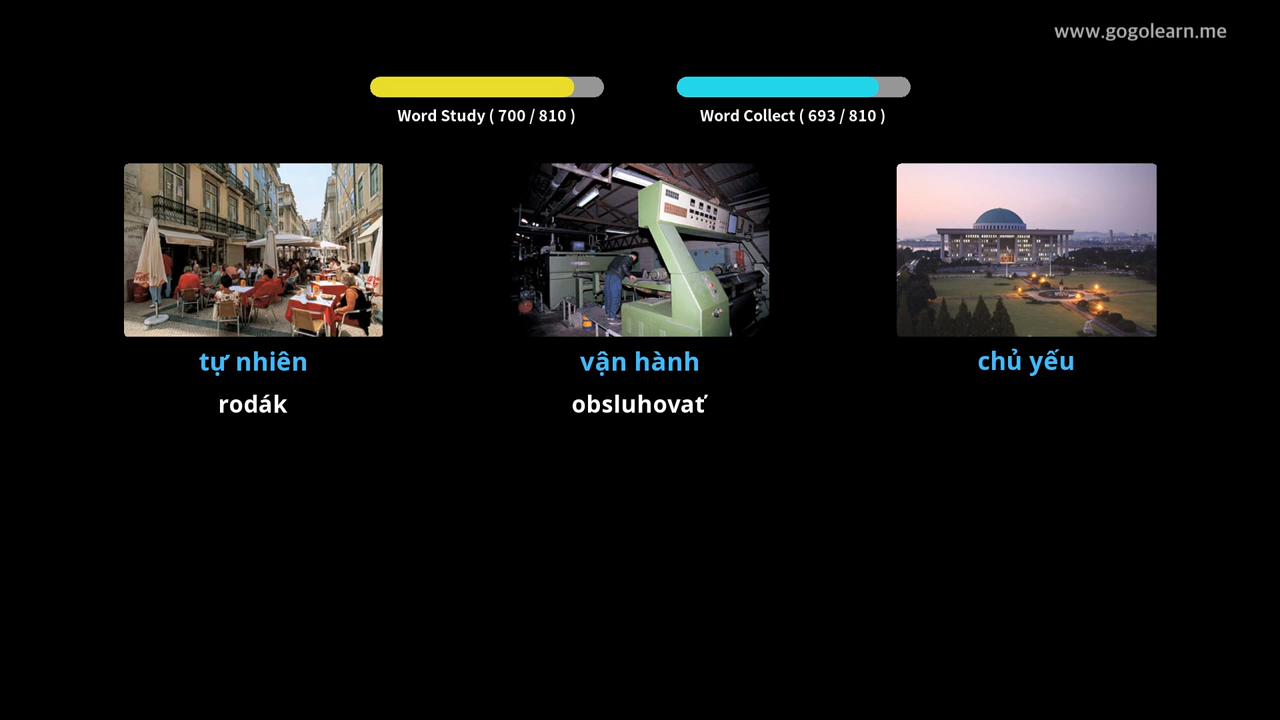 www.gogolearn.me
Word Study ( 700 / 810 )
Word Collect ( 693 / 810 )
tự nhiên
vận hành
chủ yếu
rodák
obsluhovať